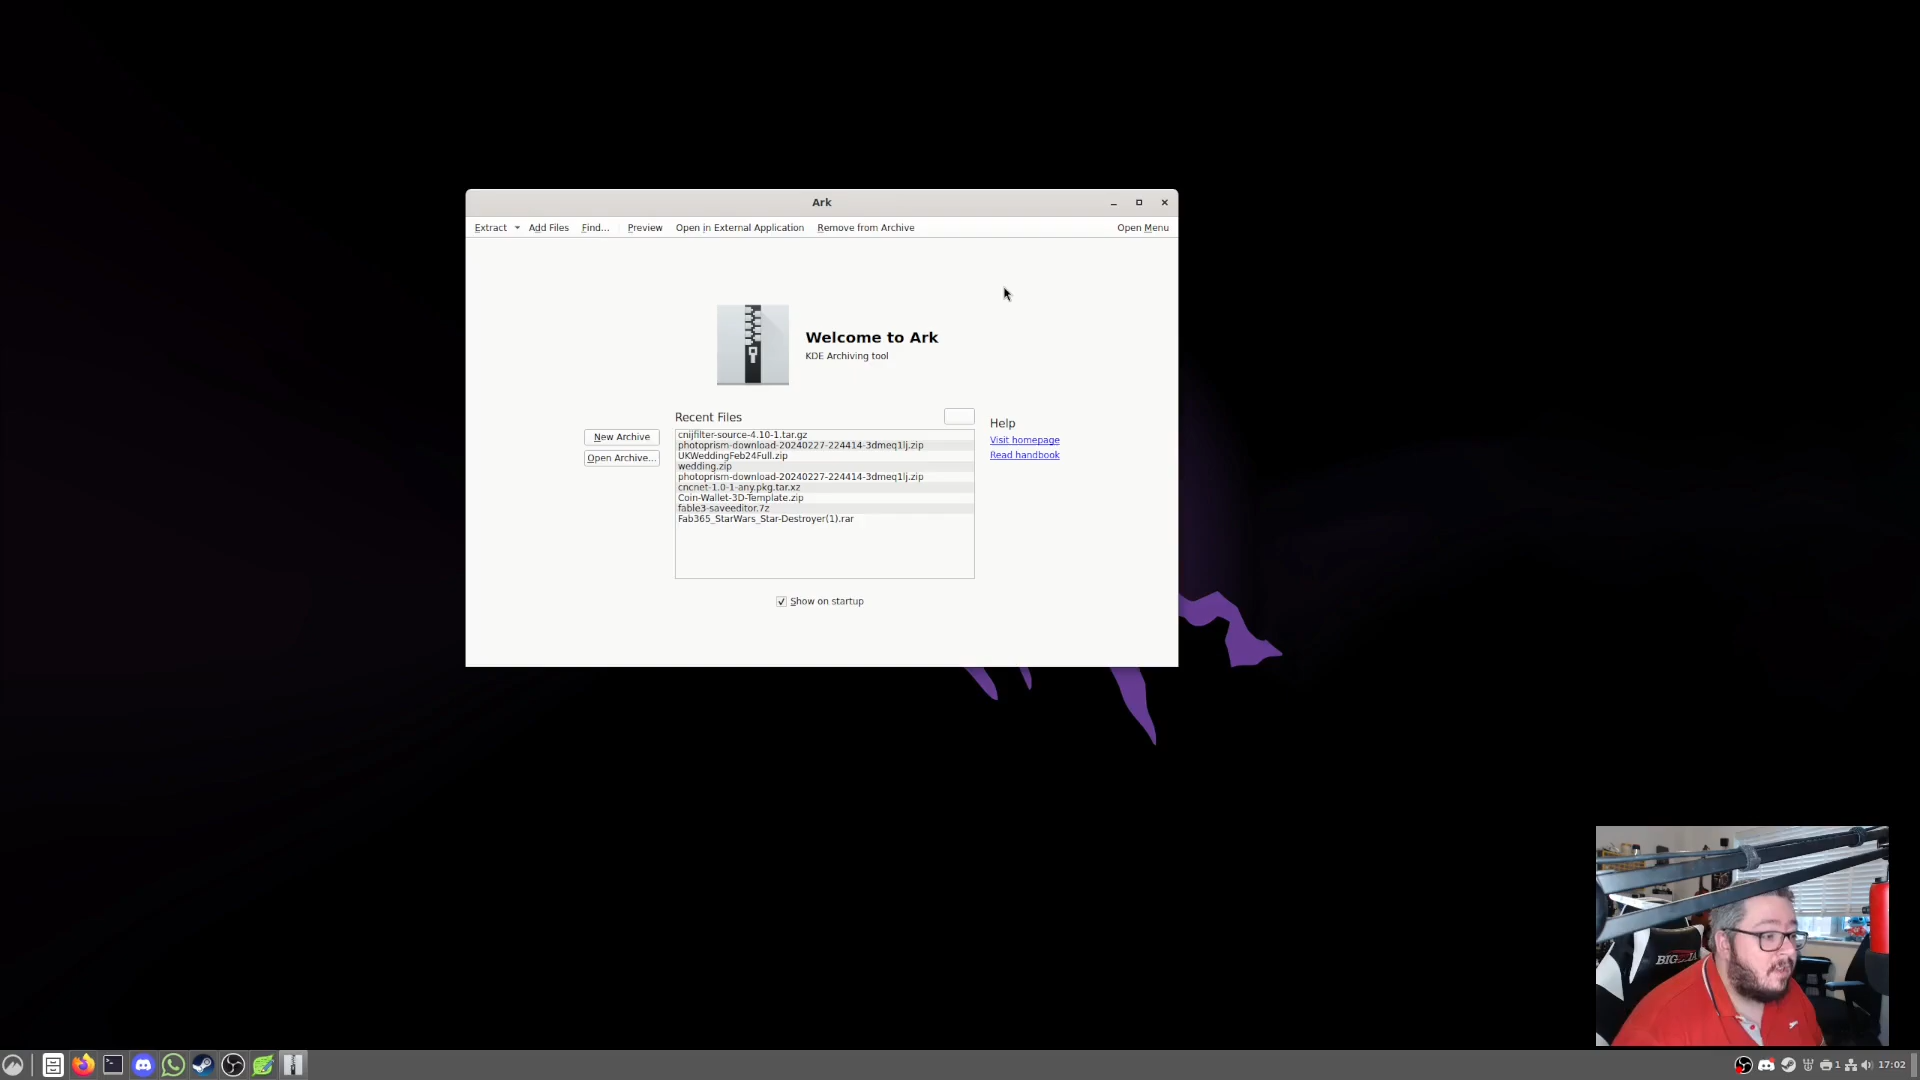 Ark
Extract Add Files Find... Preview Open in External Application Remove from Archive Open Menu
Welcome to Ark
KDE Archiving tool
Recent Files
cnijfilter-source-4.10-1.tar.gz
photoprism-download-20240227-224414-3dmeq1lj.zip
UKWeddingFeb24Full.zip
wedding.zip
photoprism-download-20240227-224414-3dmeq1lj.zip
cncnet-1.0-1-any.pkg.tar.xz
Coin-Wallet-3D-Template.zip
fable3-saveeditor.7z
Fab365_StarWars_Star-Destroyer(1).rar
New Archive
Open Archive...
Help
Visit homepage
Read handbook
Show on startup
1 17:02